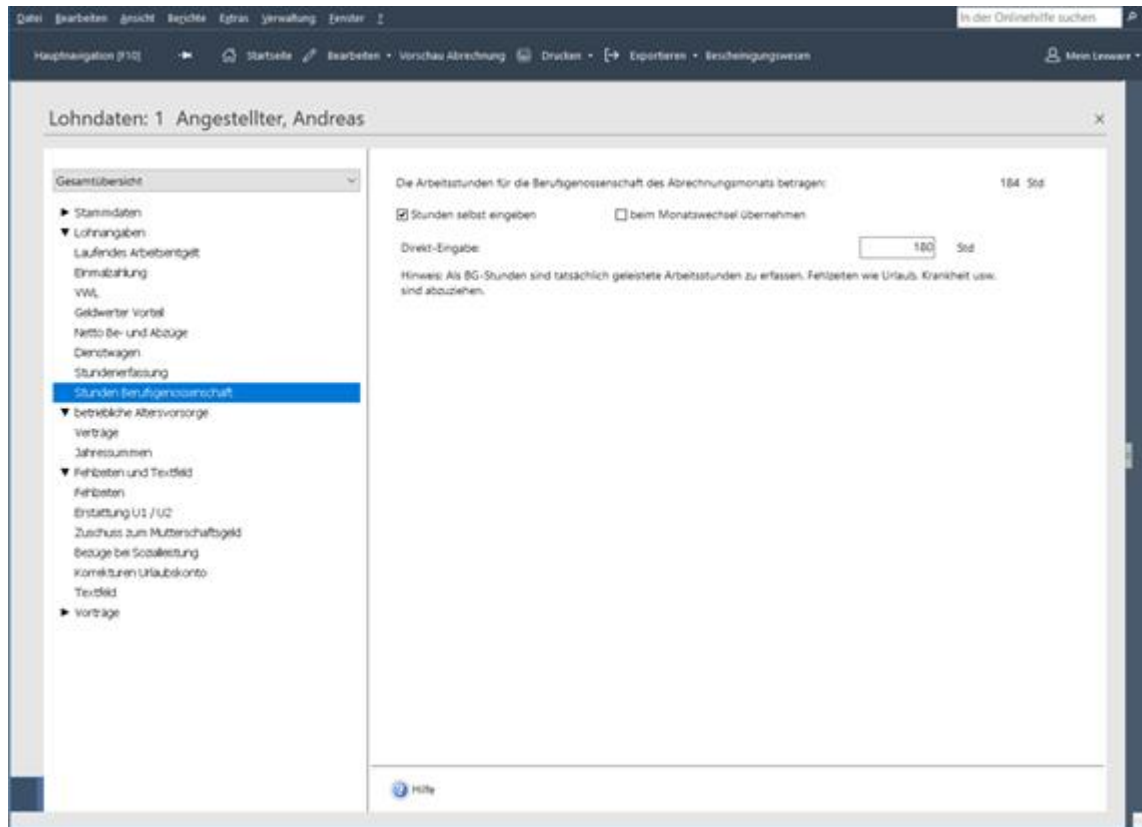 Datei Bearbeiten Ansicht Berichte Extras Verwaltung Fenster ?
In der Onlinehilfe suchen
Hauptnavigation [F10] Startseite Bearbeiten Vorschau Abrechnung Drucken Exportieren Bescheinigungswesen Mein Lexware
Lohndaten: 1 Angestellter, Andreas
Gesamtübersicht
Stammdaten
Lohnangaben
Laufendes Arbeitsentgelt
Einmalzahlung
VWL
Geldwerter Vorteil
Netto Be- und Abzüge
Dienstwagen
Stundenerfassung
Stunden Berufsgenossenschaft
betriebliche Altersvorsorge
Verträge
Jahressummen
Fehlzeiten und Textfeld
Fehlzeiten
Erstattung U1 / U2
Zuschuss zum Mutterschaftsgeld
Bezüge bei Sozialleistung
Korrekturen Urlaubskonto
Textfeld
Vorträge
Die Arbeitsstunden für die Berufsgenossenschaft des Abrechnungsmonats betragen: 184 Std
Stunden selbst eingeben beim Monatswechsel übernehmen
Direkt-Eingabe: 180 Std
Hinweis: Als BG-Stunden sind tatsächlich geleistete Arbeitsstunden zu erfassen. Fehlzeiten wie Urlaub, Krankheit usw.
sind abzuziehen.
Hilfe